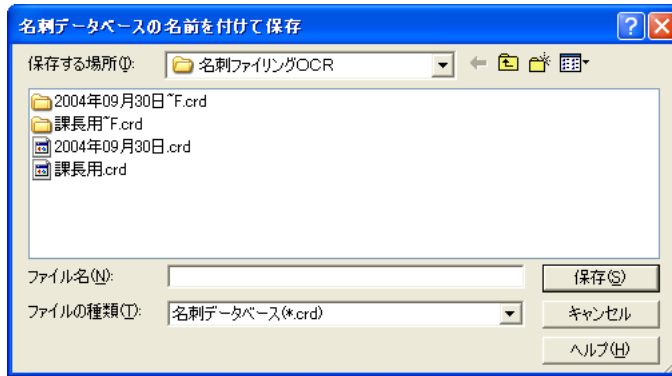 名刺データベースの名前を付けて保存
保存する場所(I): 名刺ファイリングOCR
2004年09月30日~F.crd
課長用~F.crd
2004年09月30日.crd
課長用.crd
ファイル名(N): 保存(S)
ファイルの種類(T): 名刺データベース(*.crd) キャンセル
ヘルプ(H)